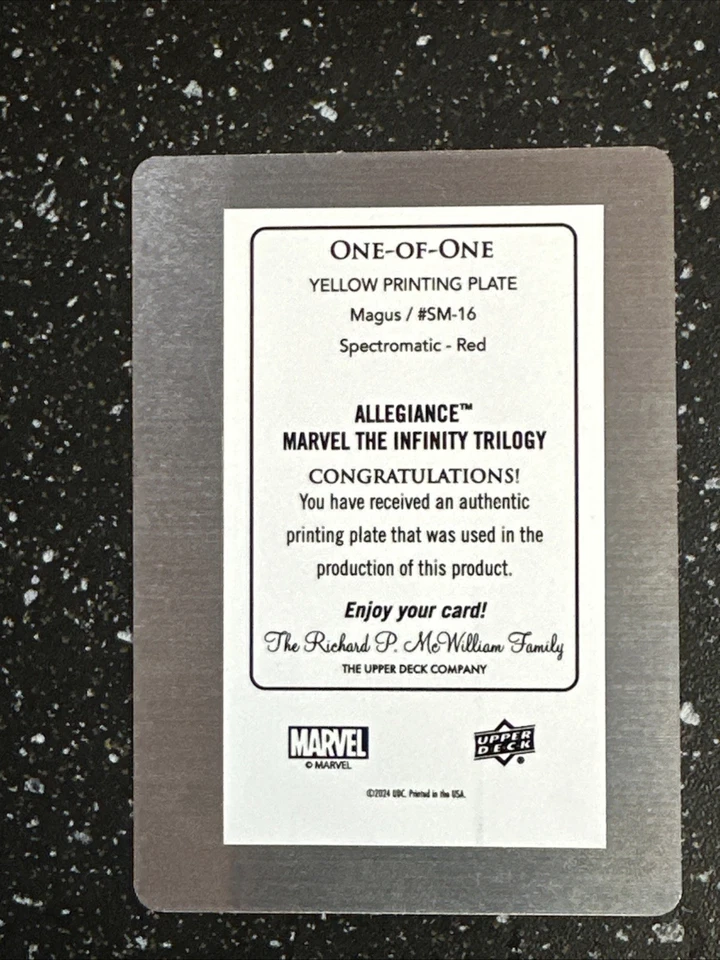 ONE-OF-ONE
YELLOW PRINTING PLATE
Magus / #SM-16
Spectromatic - Red
ALLEGIANCE™
MARVEL THE INFINITY TRILOGY
CONGRATULATIONS!
You have received an authentic
printing plate that was used in the
production of this product.
Enjoy your card!
The Richard P. McWilliam Family
THE UPPER DECK COMPANY
MARVEL
© MARVEL
UPPER
DECK
®
©2024 UDC. Printed in the USA.